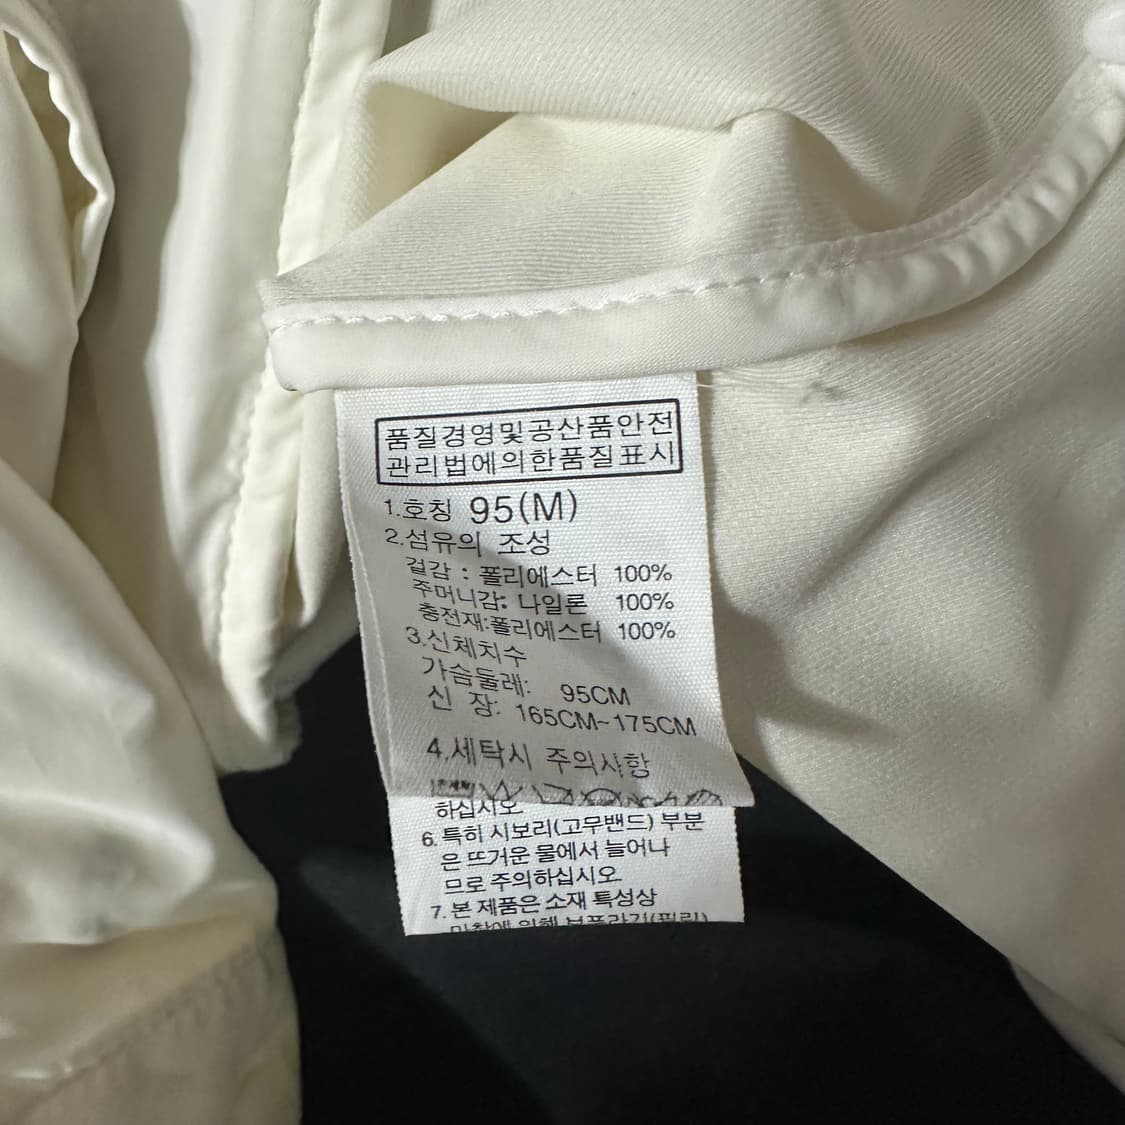 품질경영및공산품안전
관리법에의한품질표시
1.호칭 95(M)
2.섬유의 조성
겉감 : 폴리에스터 100%
주머니감: 나일론 100%
충전재:폴리에스터 100%
3.신체치수
가슴둘레: 95CM
신 장: 165CM~175CM
4.세탁시 주의사항
하십시오
6.특히 시보리(고무밴드) 부분
은 뜨거운 물에서 늘어나
므로 주의하십시오
7.본 제품은 소재 특성상